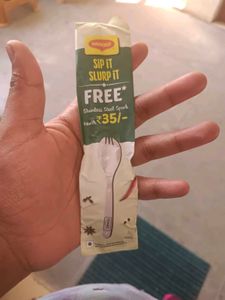 Maggi
SIP IT
SLURP IT
FREE*
Stainless Steel Spork
Worth ₹35/-